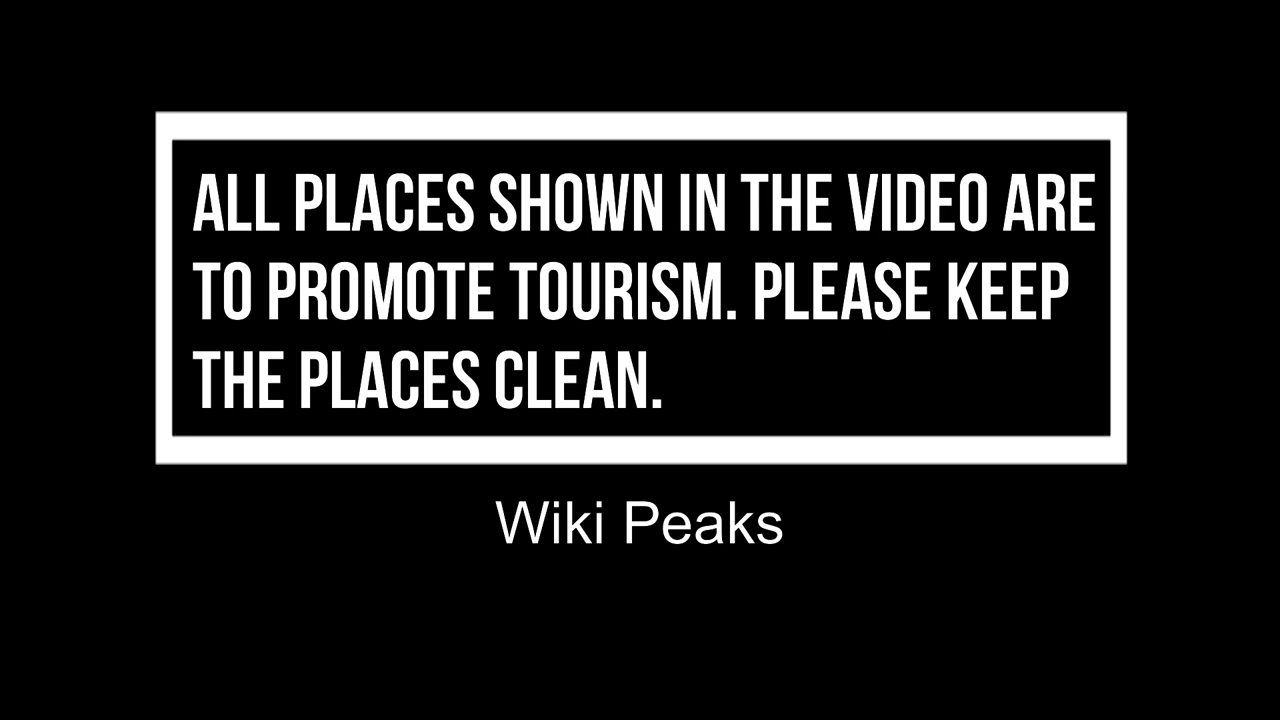 ALL PLACES SHOWN IN THE VIDEO ARE
TO PROMOTE TOURISM. PLEASE KEEP
THE PLACES CLEAN.
Wiki Peaks